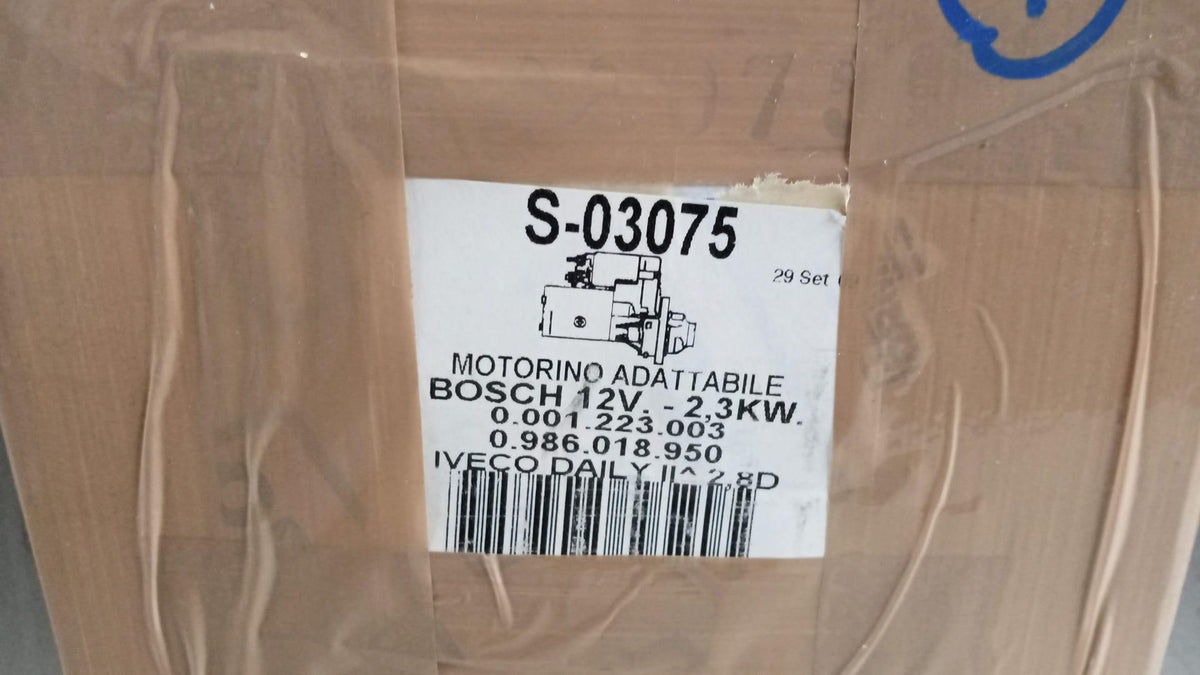 S-03075
29 Set
MOTORINO ADATTABILE
BOSCH 12V. - 2,3KW.
0.001.223.003
0.986.018.950
IVECO DAILY II^ 2,8D